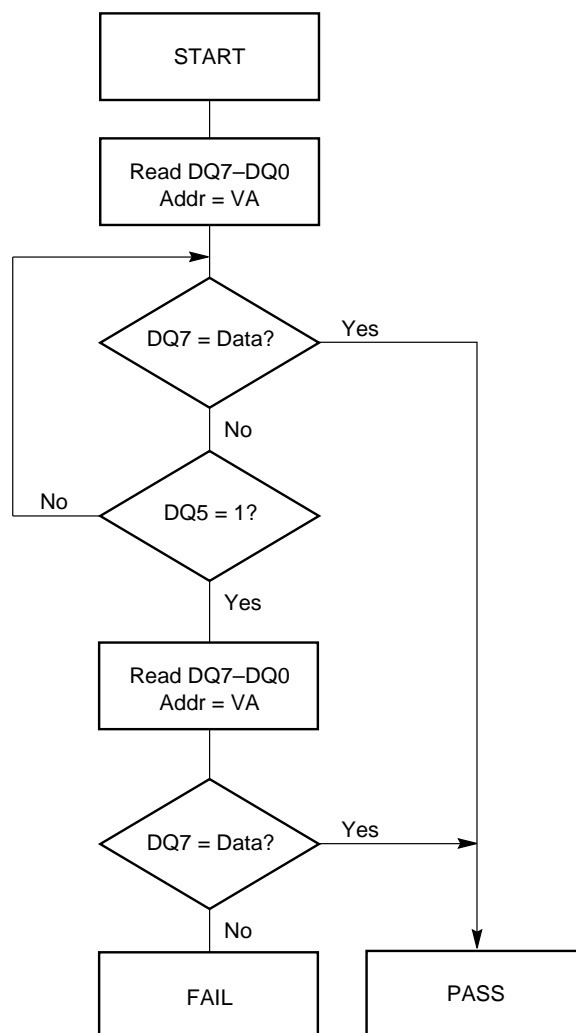 START
Read DQ7–DQ0
Addr = VA
DQ7 = Data?
Yes
No
No
DQ5 = 1?
Yes
Read DQ7–DQ0
Addr = VA
DQ7 = Data?
Yes
No
FAIL
PASS